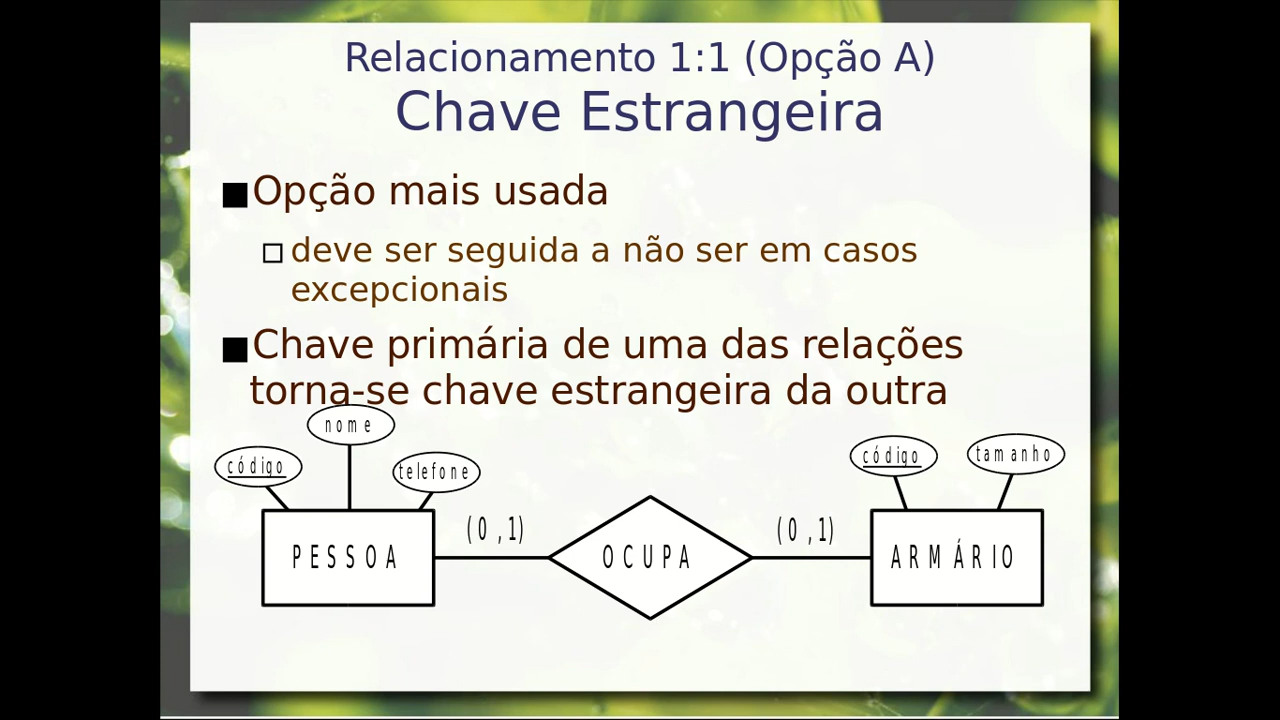 Relacionamento 1:1 (Opção A)
Chave Estrangeira
Opção mais usada
deve ser seguida a não ser em casos
excepcionais
Chave primária de uma das relações
torna-se chave estrangeira da outra
nome
código
telefone
código
tamanho
(0,1)
(0,1)
PESSOA
OCUPA
ARMÁRIO